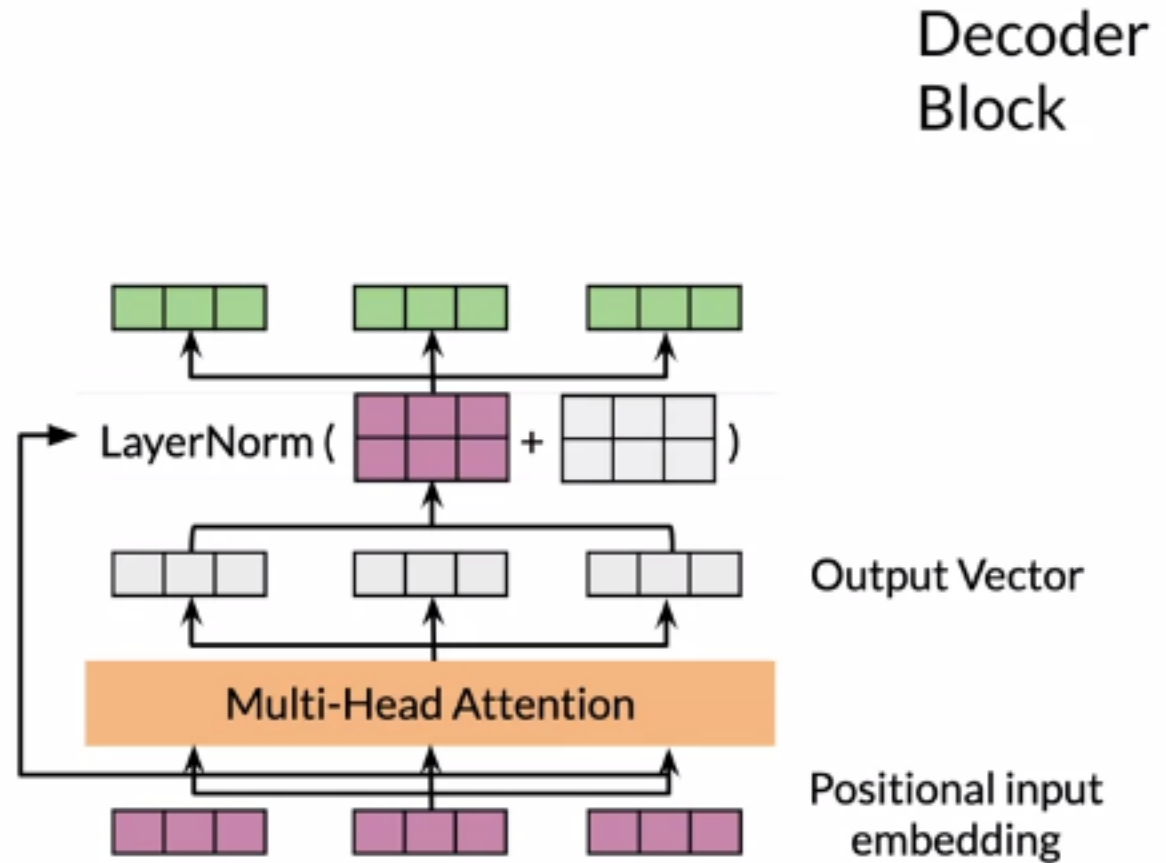 Decoder
Block
LayerNorm ( + )
Output Vector
Multi-Head Attention
Positional input
embedding